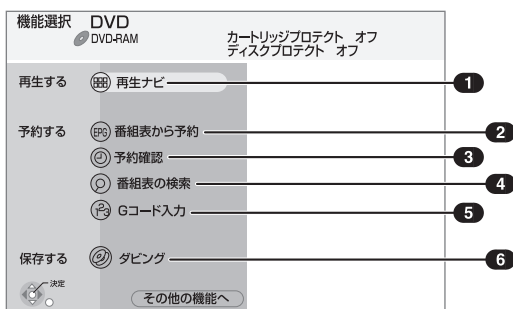 機能選択 DVD
DVD-RAM
カートリッジプロテクト オフ
ディスクプロテクト オフ
再生する 再生ナビ 1
予約する EPG 番組表から予約 2
予約確認 3
番組表の検索 4
123 Gコード入力 5
保存する ダビング 6
決定
その他の機能へ